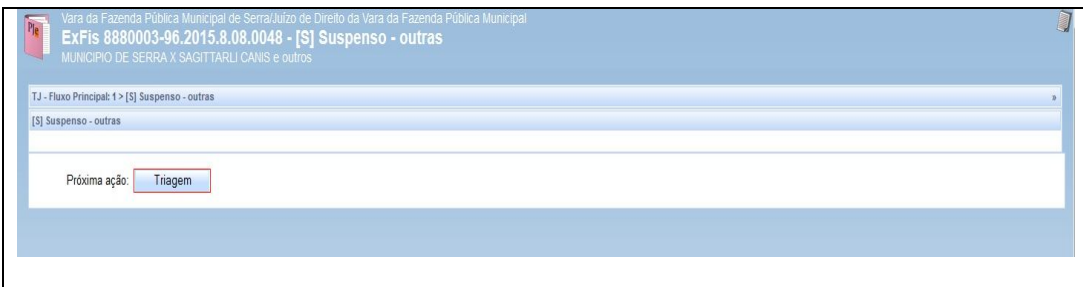 Vara da Fazenda Pública Municipal de Serra/Juízo de Direito da Vara da Fazenda Pública Municipal
PJe
ExFis 8880003-96.2015.8.08.0048 - [S] Suspenso - outras
MUNICIPIO DE SERRA X SAGITTARLI CANIS e outros
TJ - Fluxo Principal: 1 > [S] Suspenso - outras »
[S] Suspenso - outras
Próxima ação: Triagem